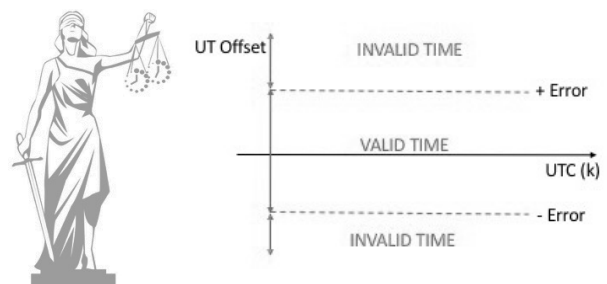 UT Offset
INVALID TIME
+ Error
VALID TIME
UTC (k)
- Error
INVALID TIME